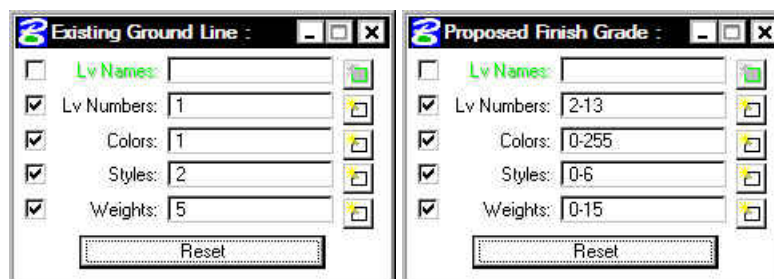 Existing Ground Line :
Lv Names:
Lv Numbers: 1
Colors: 1
Styles: 2
Weights: 5
Reset
Proposed Finish Grade :
Lv Names:
Lv Numbers: 2-13
Colors: 0-255
Styles: 0-6
Weights: 0-15
Reset